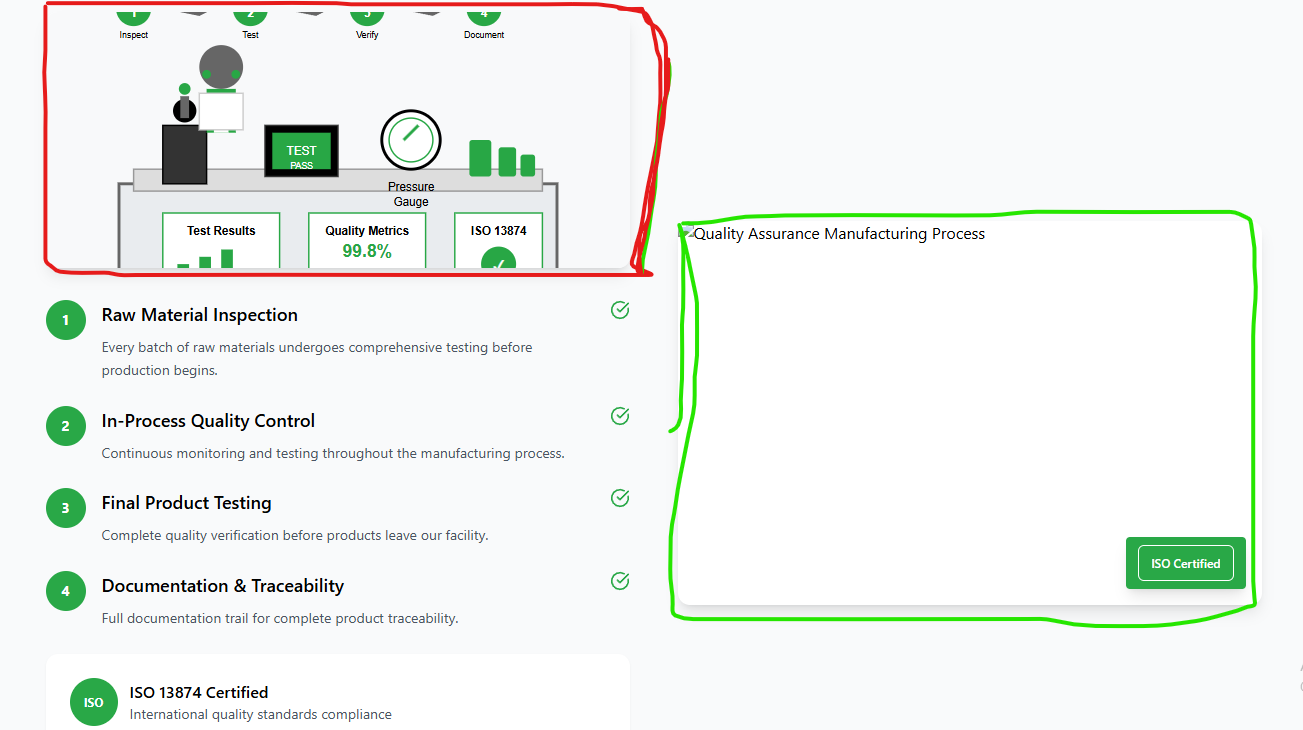 1 2 3 4
Inspect Test Verify Document
TEST
PASS
Pressure
Gauge
Test Results
Quality Metrics
99.8%
ISO 13874
✓
1
Raw Material Inspection
Every batch of raw materials undergoes comprehensive testing before
production begins.
2
In-Process Quality Control
Continuous monitoring and testing throughout the manufacturing process.
3
Final Product Testing
Complete quality verification before products leave our facility.
4
Documentation & Traceability
Full documentation trail for complete product traceability.
ISO
ISO 13874 Certified
International quality standards compliance
Quality Assurance Manufacturing Process
ISO Certified